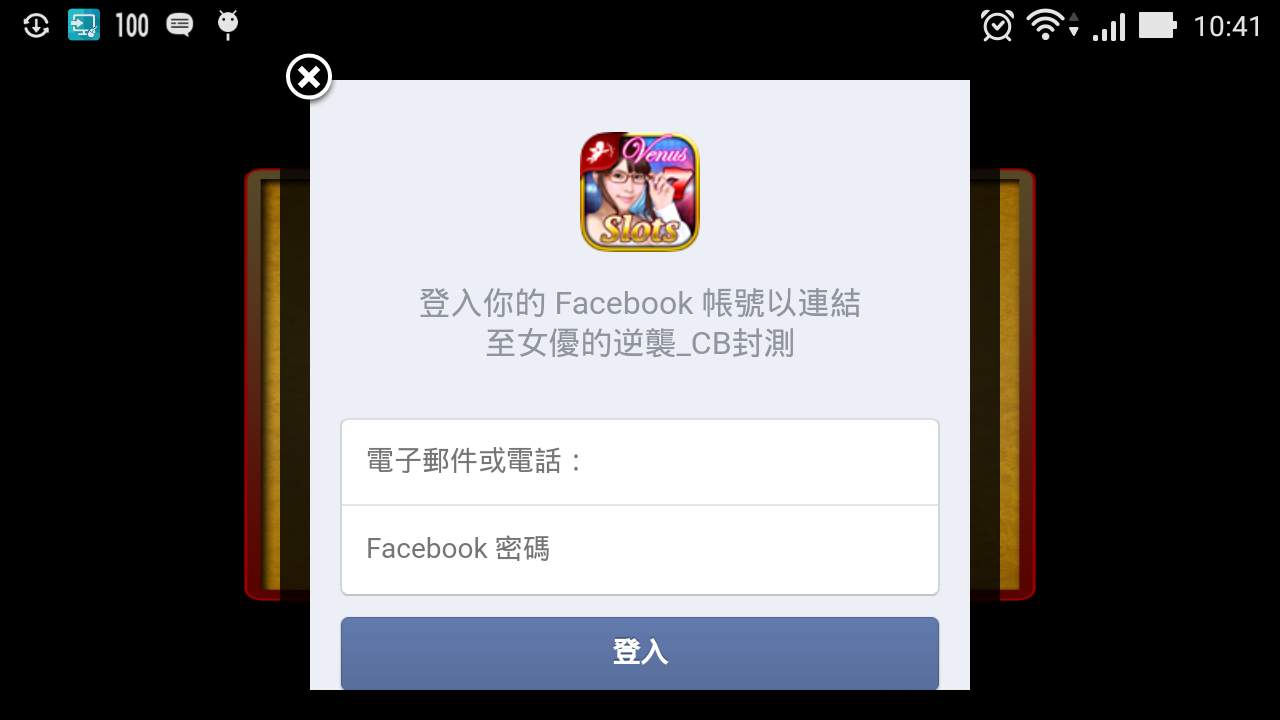 100
10:41
Venus
7
Slots
登入你的 Facebook 帳號以連結
至女優的逆襲_CB封測
電子郵件或電話：
Facebook 密碼
登入